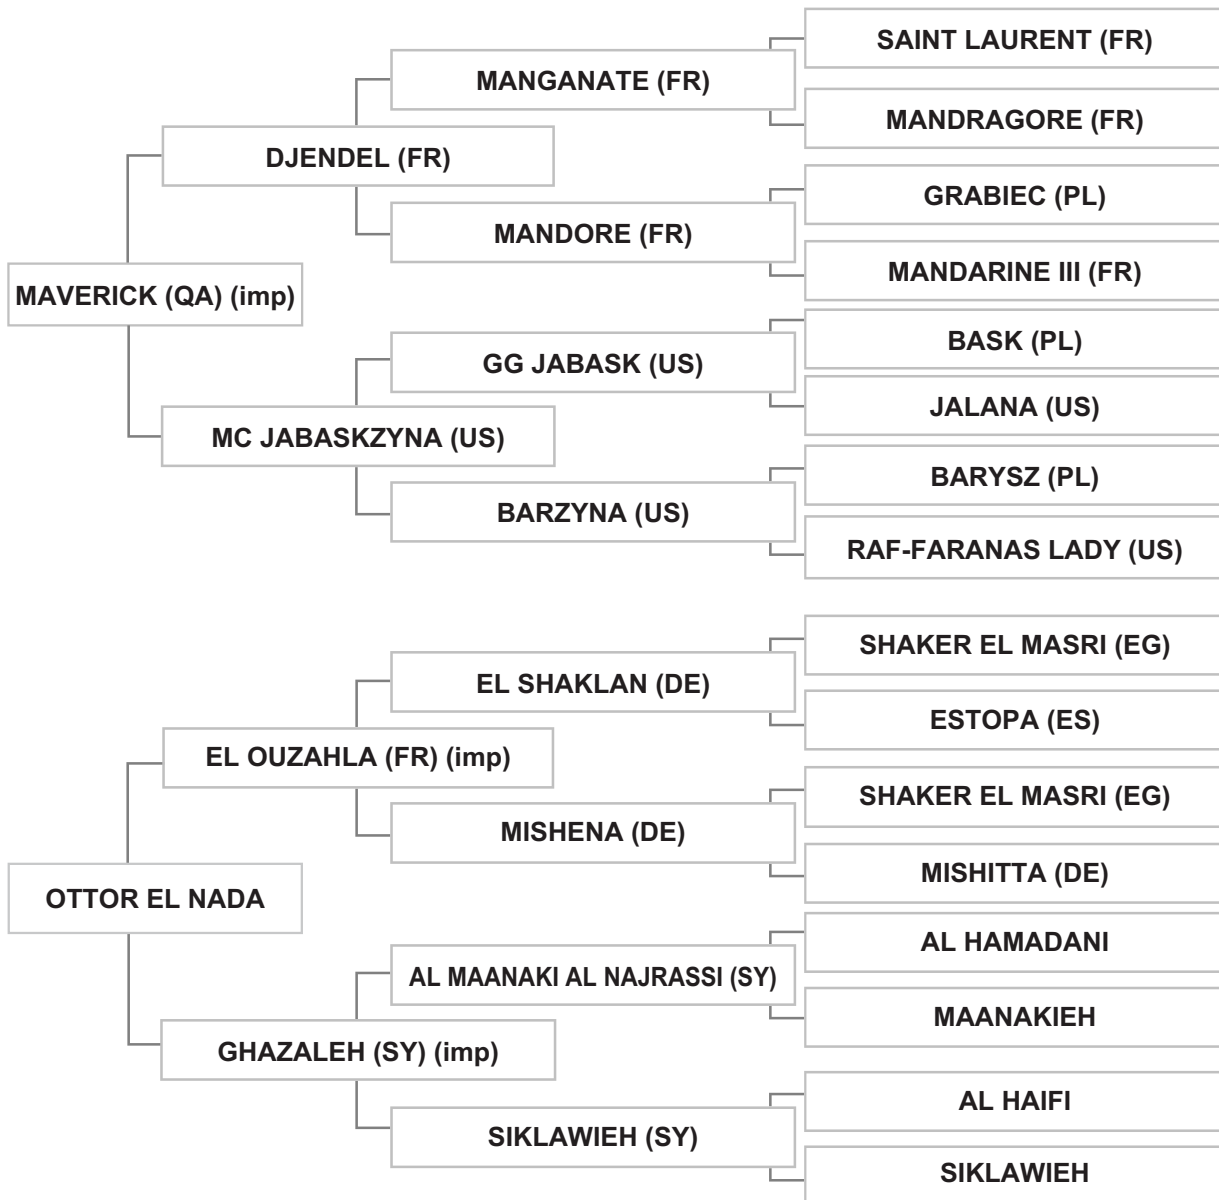 SAINT LAURENT (FR)
MANGANATE (FR)
MANDRAGORE (FR)
DJENDEL (FR)
GRABIEC (PL)
MANDORE (FR)
MANDARINE III (FR)
MAVERICK (QA) (imp)
BASK (PL)
GG JABASK (US)
JALANA (US)
MC JABASKZYNA (US)
BARYSZ (PL)
BARZYNA (US)
RAF-FARANAS LADY (US)
SHAKER EL MASRI (EG)
EL SHAKLAN (DE)
ESTOPA (ES)
EL OUZAHLA (FR) (imp)
SHAKER EL MASRI (EG)
MISHENA (DE)
MISHITTA (DE)
OTTOR EL NADA
AL HAMADANI
AL MAANAKI AL NAJRASSI (SY)
MAANAKIEH
GHAZALEH (SY) (imp)
AL HAIFI
SIKLAWIEH (SY)
SIKLAWIEH